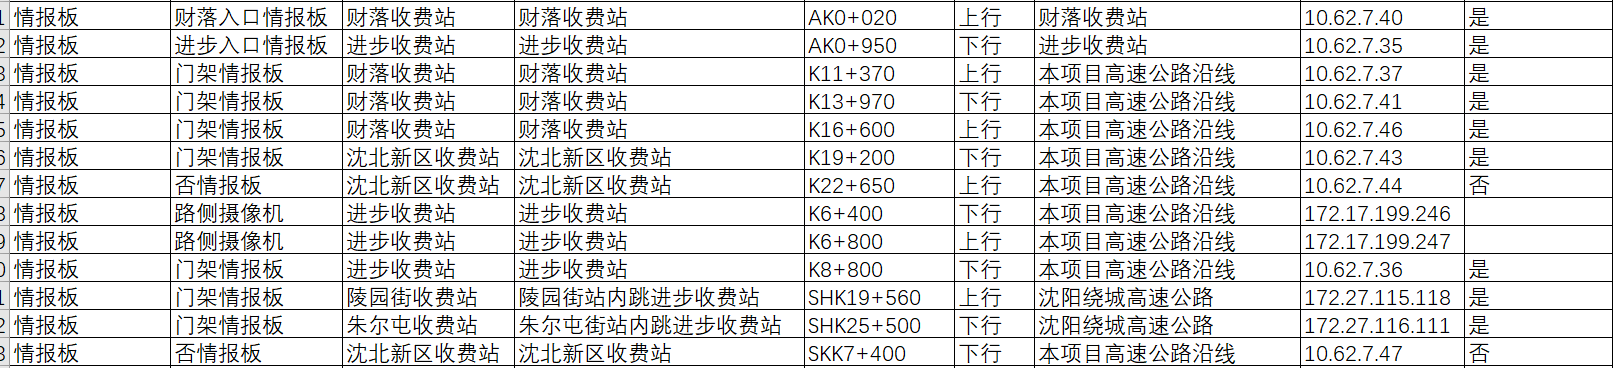 1 情报板 财落入口情报板 财落收费站 财落收费站 AK0+020 上行 财落收费站 10.62.7.40 是
2 情报板 进步入口情报板 进步收费站 进步收费站 AK0+950 下行 进步收费站 10.62.7.35 是
3 情报板 门架情报板 财落收费站 财落收费站 K11+370 上行 本项目高速公路沿线 10.62.7.37 是
4 情报板 门架情报板 财落收费站 财落收费站 K13+970 下行 本项目高速公路沿线 10.62.7.41 是
5 情报板 门架情报板 财落收费站 财落收费站 K16+600 上行 本项目高速公路沿线 10.62.7.46 是
6 情报板 门架情报板 沈北新区收费站 沈北新区收费站 K19+200 下行 本项目高速公路沿线 10.62.7.43 是
7 情报板 否情报板 沈北新区收费站 沈北新区收费站 K22+650 上行 本项目高速公路沿线 10.62.7.44 否
8 情报板 路侧摄像机 进步收费站 进步收费站 K6+400 下行 本项目高速公路沿线 172.17.199.246
9 情报板 路侧摄像机 进步收费站 进步收费站 K6+800 上行 本项目高速公路沿线 172.17.199.247
0 情报板 门架情报板 进步收费站 进步收费站 K8+800 下行 本项目高速公路沿线 10.62.7.36 是
1 情报板 门架情报板 陵园街收费站 陵园街站内跳进步收费站 SHK19+560 上行 沈阳绕城高速公路 172.27.115.118 是
2 情报板 门架情报板 朱尔屯收费站 朱尔屯街站内跳进步收费站 SHK25+500 下行 沈阳绕城高速公路 172.27.116.111 是
3 情报板 否情报板 沈北新区收费站 沈北新区收费站 SKK7+400 下行 本项目高速公路沿线 10.62.7.47 否